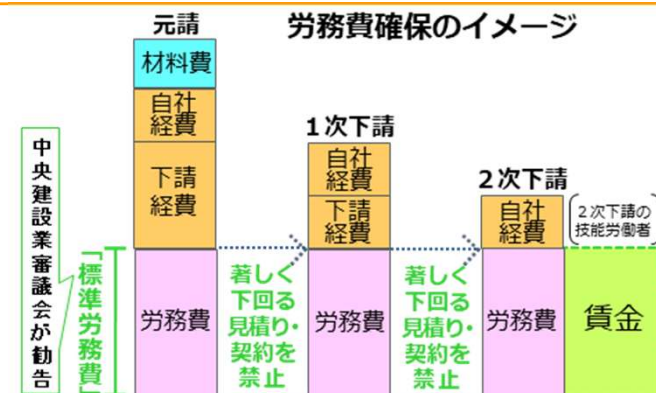 労務費確保のイメージ
元請
材料費
自社
経費
下請
経費
労務費
中央建設業審議会が勧告
「標準労務費」
著しく
下回る
見積り・
契約を
禁止
1次下請
自社
経費
下請
経費
労務費
著しく
下回る
見積り・
契約を
禁止
2次下請
自社
経費
労務費
2次下請の
技能労働者
賃金